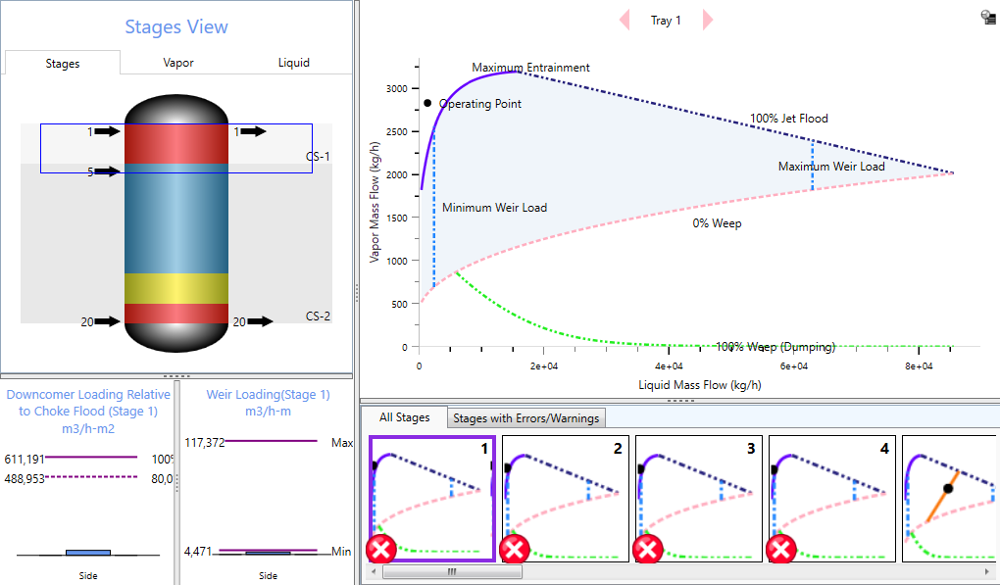 Stages View
Stages
Vapor
Liquid
1
1
CS-1
5
CS-2
20
20
Downcomer Loading Relative
to Choke Flood (Stage 1)
m3/h-m2
611,191
100%
488,953
80,0
Side
Weir Loading(Stage 1)
m3/h-m
117,372
Max
4,471
Min
Side
Tray 1
Vapor Mass Flow (kg/h)
3000
2500
2000
1500
1000
500
0
Maximum Entrainment
Operating Point
100% Jet Flood
Maximum Weir Load
Minimum Weir Load
0% Weep
100% Weep (Dumping)
0
2e+04
4e+04
6e+04
8e+04
Liquid Mass Flow (kg/h)
All Stages
Stages with Errors/Warnings
1
2
3
4